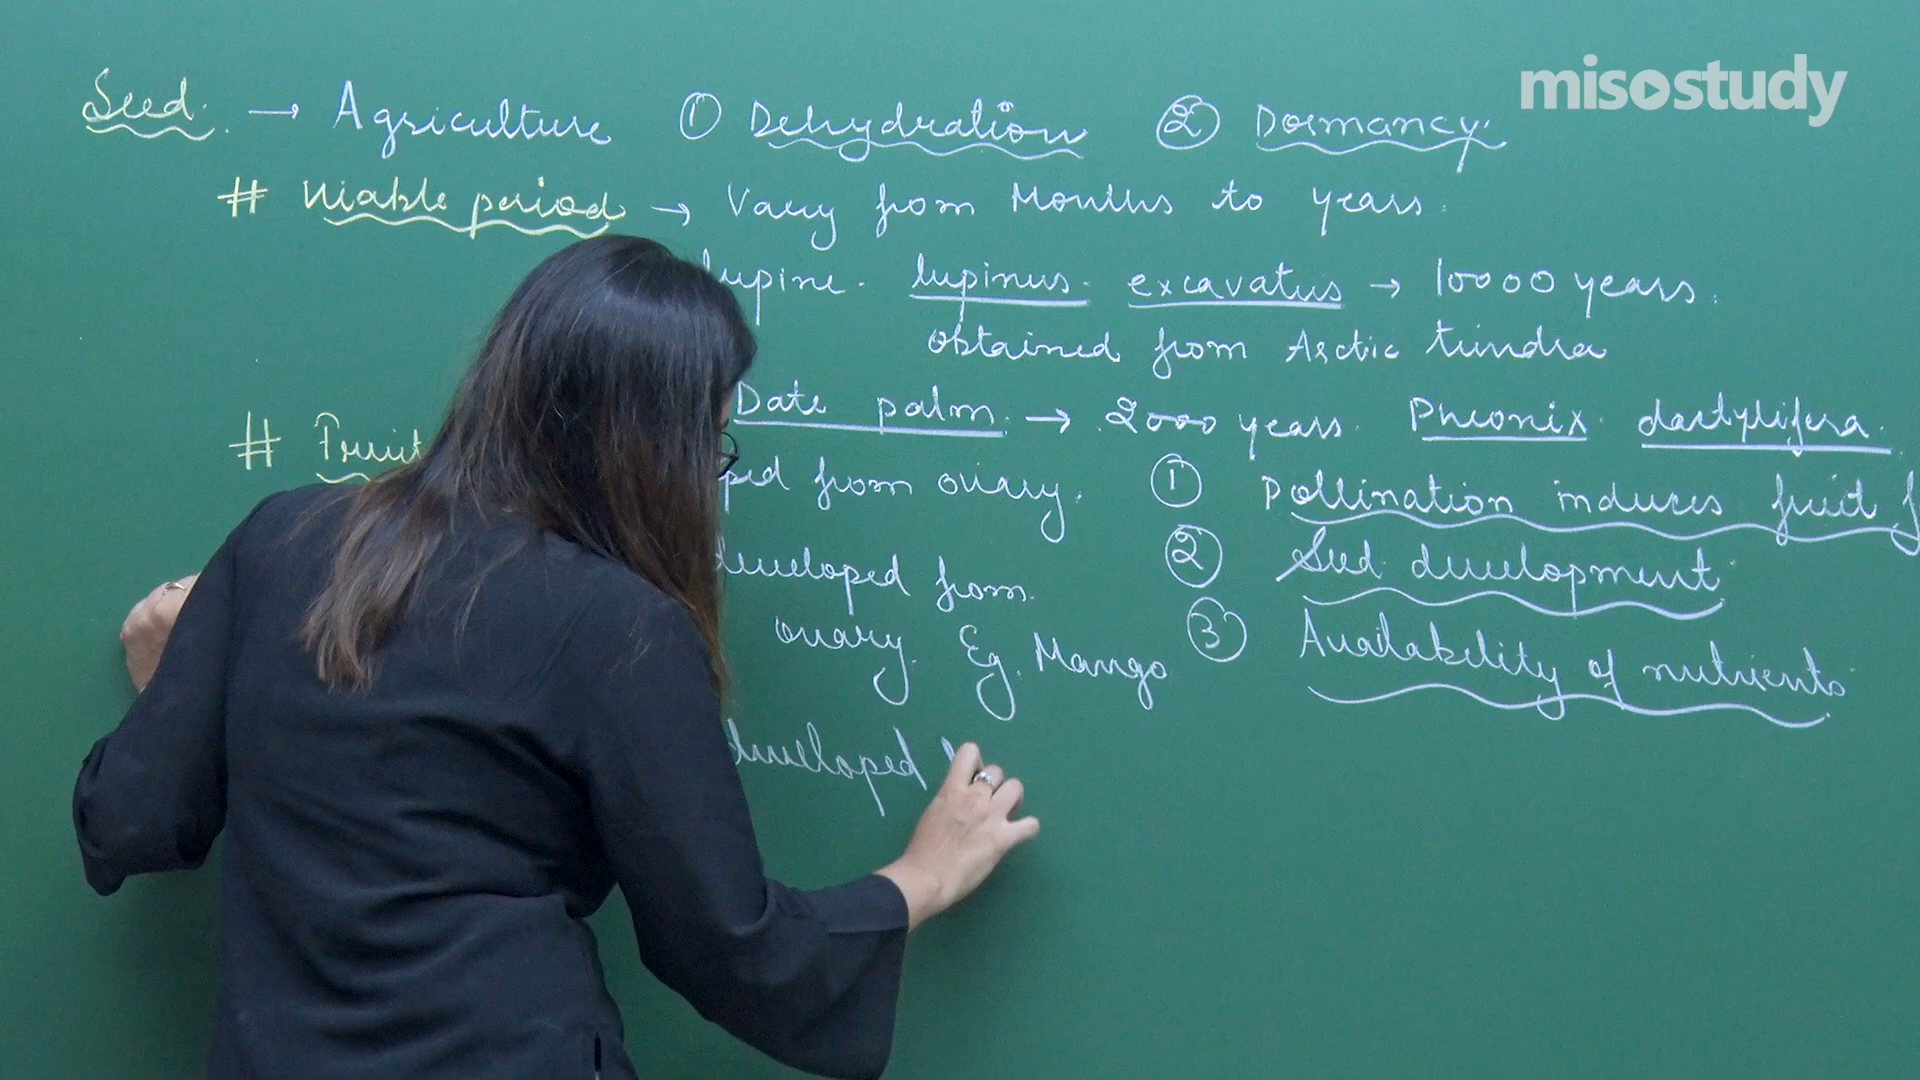 misostudy
Seed. → Agriculture ① Dehydration ② Dormancy.
# Viable period → Vary from Months to years.
lupine. lupinus excavatus → 10000 years.
obtained from Arctic tundra
Date palm. → 2000 years. Pheonix dactylifera.
# Fruit
ped from ovary. ① Pollination induces fruit f
developed from ② Seed development
ovary. Eg. Mango ③ Availability of nutrients
developed